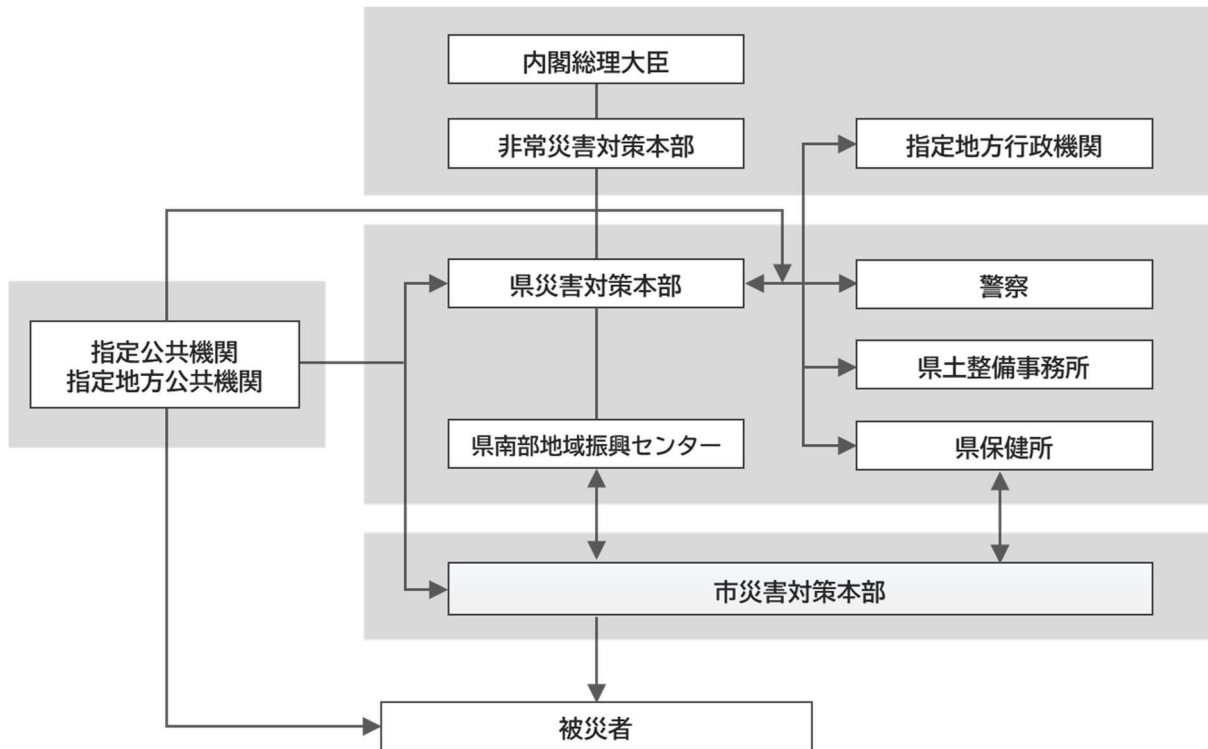 内閣総理大臣
非常災害対策本部
指定地方行政機関
県災害対策本部
警察
指定公共機関
指定地方公共機関
県土整備事務所
県南部地域振興センター
県保健所
市災害対策本部
被災者